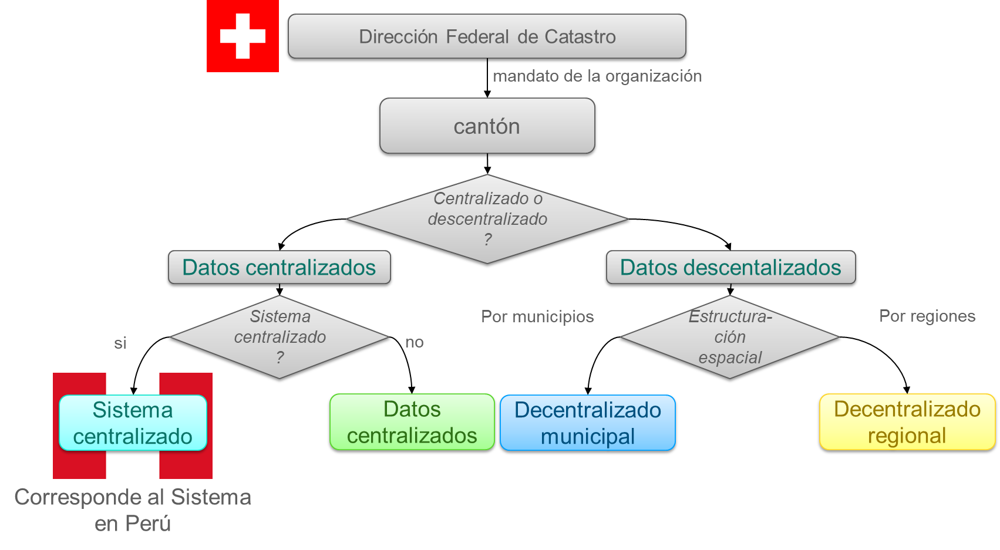 Dirección Federal de Catastro
mandato de la organización
cantón
Centralizado o
descentralizado
?
Datos centralizados
Datos descentalizados
Sistema
centralizado
?
si
no
Por municipios
Estructura-
ción
espacial
Por regiones
Sistema
centralizado
Datos
centralizados
Decentralizado
municipal
Decentralizado
regional
Corresponde al Sistema
en Perú